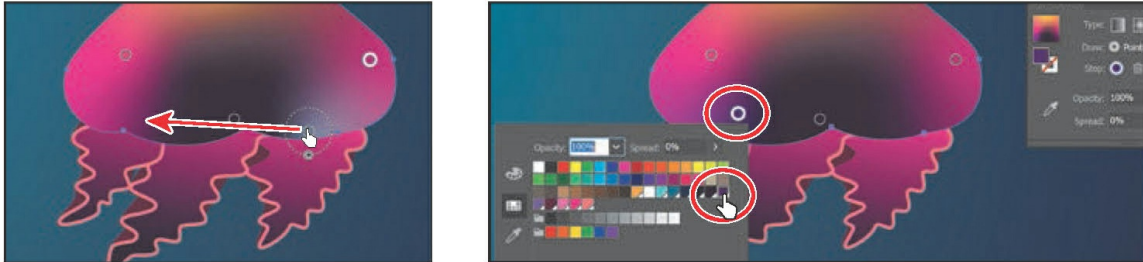 Type:
Draw:
Point
Stop:
Opacity: 100%
Spread: 0%
Opacity: 100%
Spread: 0%